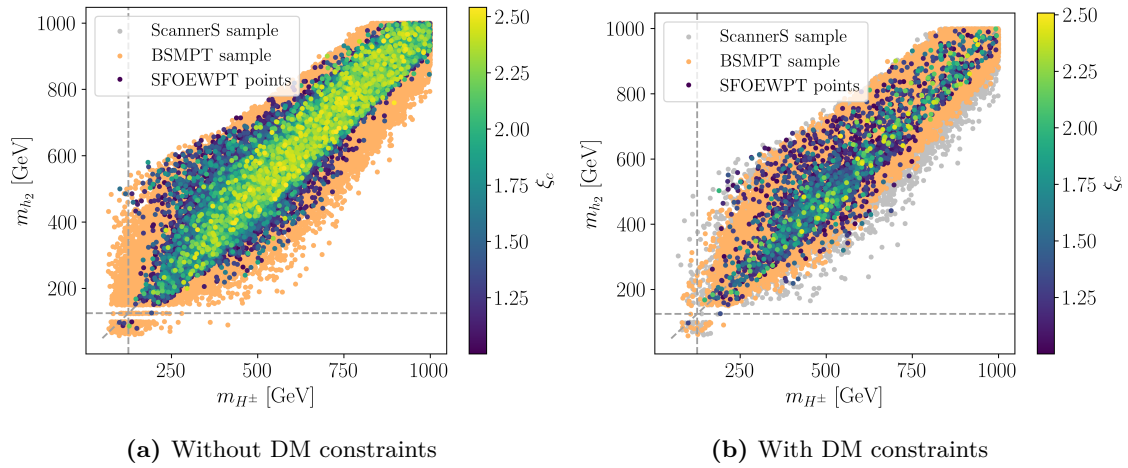 1000
800
600
400
200
m_{h_2} [GeV]
ScannerS sample
BSMPT sample
SFOEWPT points
250
500
750
1000
m_{H^±} [GeV]
2.50
2.25
2.00
1.75
1.50
1.25
ξ_c
(a) Without DM constraints
1000
800
600
400
200
m_{h_2} [GeV]
ScannerS sample
BSMPT sample
SFOEWPT points
250
500
750
1000
m_{H^±} [GeV]
2.50
2.25
2.00
1.75
1.50
1.25
ξ_c
(b) With DM constraints